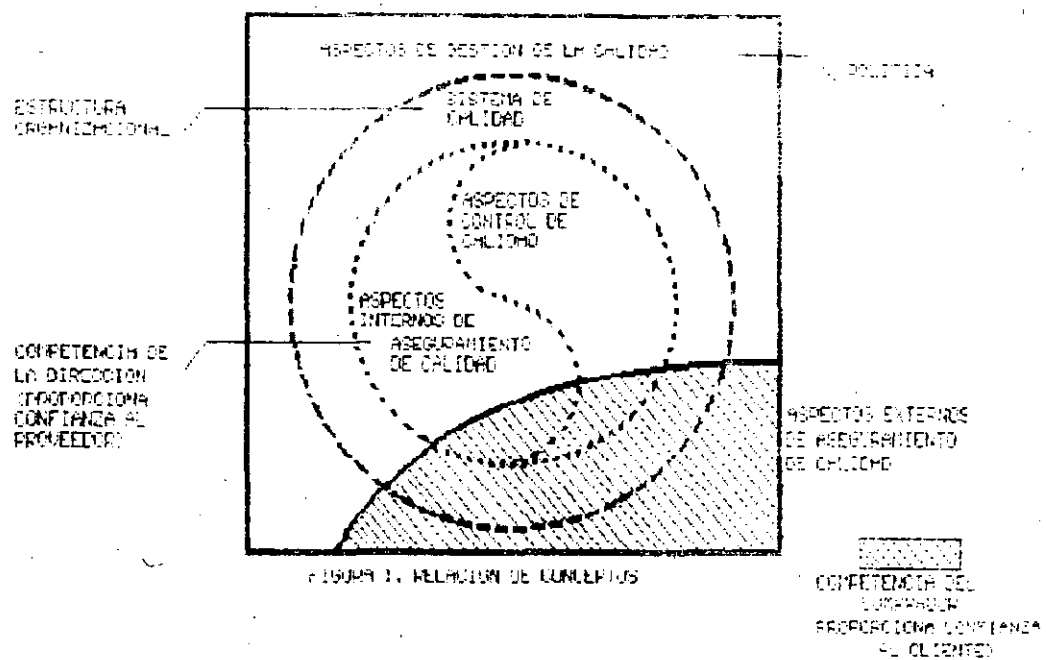 ASPECTOS DE GESTION DE LA CALIDAD
POLITICA
ESTRUCTURA
ORGANIZACIONAL
SISTEMA DE
CALIDAD
ASPECTOS DE
CONTROL DE
CALIDAD
ASPECTOS
INTERNOS DE
ASEGURAMIENTO
DE CALIDAD
COMPETENCIA DE
LA DIRECCION
(PROPORCIONA
CONFIANZA AL
PROVEEDOR)
ASPECTOS EXTERNOS
DE ASEGURAMIENTO
DE CALIDAD
FIGURA 1. RELACION DE CONCEPTOS
COMPETENCIA DEL
COMPRADOR
PROPORCIONA CONFIANZA
AL CLIENTE)